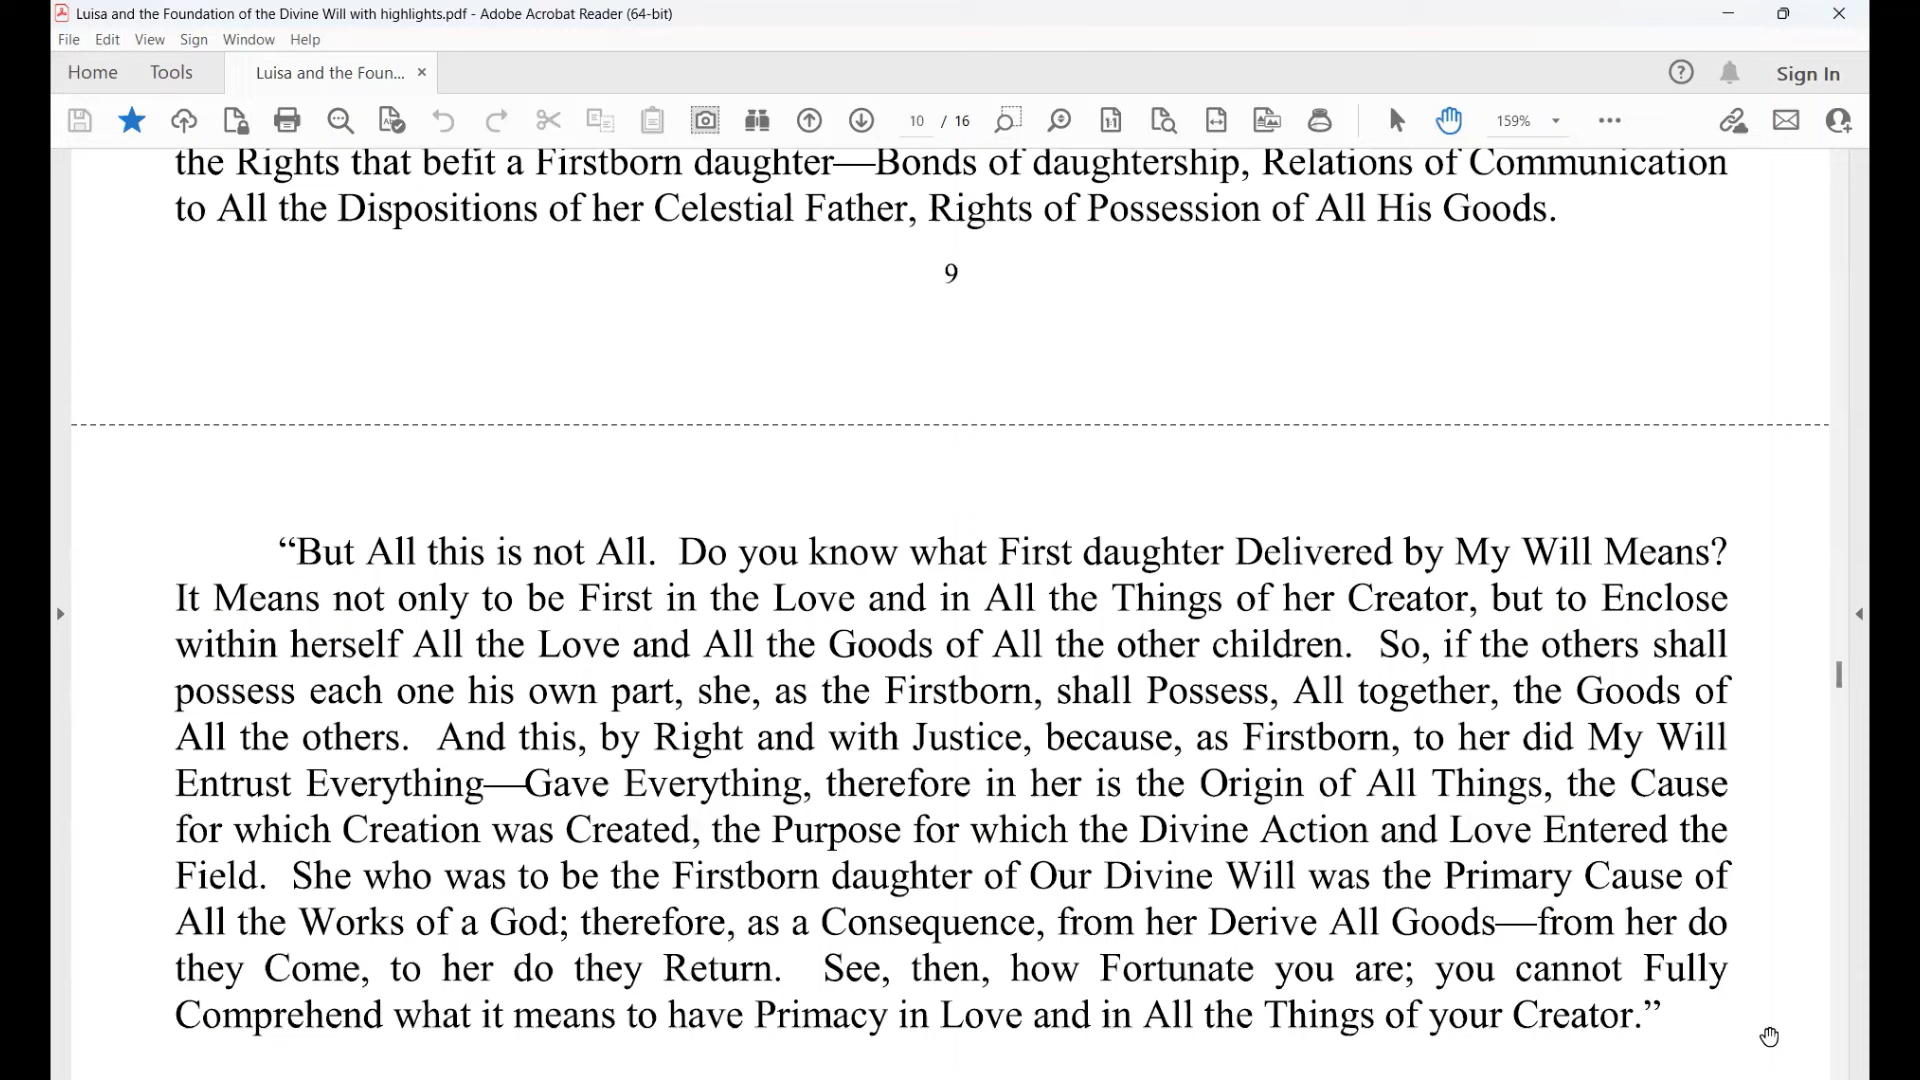 Luisa and the Foundation of the Divine Will with highlights.pdf - Adobe Acrobat Reader (64-bit)
File Edit View Sign Window Help
Home Tools Luisa and the Foun... × Sign In
10 / 16 159%
the Rights that befit a Firstborn daughter—Bonds of daughtership, Relations of Communication
to All the Dispositions of her Celestial Father, Rights of Possession of All His Goods.
9
“But All this is not All. Do you know what First daughter Delivered by My Will Means?
It Means not only to be First in the Love and in All the Things of her Creator, but to Enclose
within herself All the Love and All the Goods of All the other children. So, if the others shall
possess each one his own part, she, as the Firstborn, shall Possess, All together, the Goods of
All the others. And this, by Right and with Justice, because, as Firstborn, to her did My Will
Entrust Everything—Gave Everything, therefore in her is the Origin of All Things, the Cause
for which Creation was Created, the Purpose for which the Divine Action and Love Entered the
Field. She who was to be the Firstborn daughter of Our Divine Will was the Primary Cause of
All the Works of a God; therefore, as a Consequence, from her Derive All Goods—from her do
they Come, to her do they Return. See, then, how Fortunate you are; you cannot Fully
Comprehend what it means to have Primacy in Love and in All the Things of your Creator.”